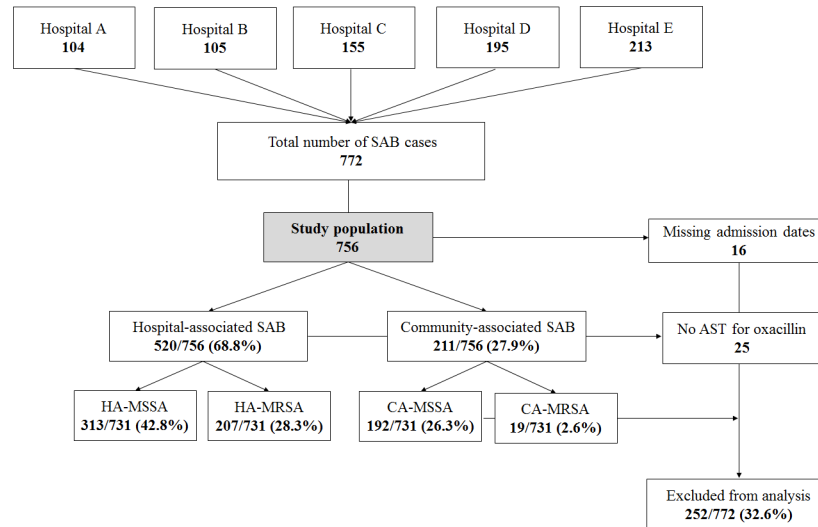 Hospital A
104
Hospital B
105
Hospital C
155
Hospital D
195
Hospital E
213
Total number of SAB cases
772
Study population
756
Missing admission dates
16
Hospital-associated SAB
520/756 (68.8%)
Community-associated SAB
211/756 (27.9%)
No AST for oxacillin
25
HA-MSSA
313/731 (42.8%)
HA-MRSA
207/731 (28.3%)
CA-MSSA
192/731 (26.3%)
CA-MRSA
19/731 (2.6%)
Excluded from analysis
252/772 (32.6%)